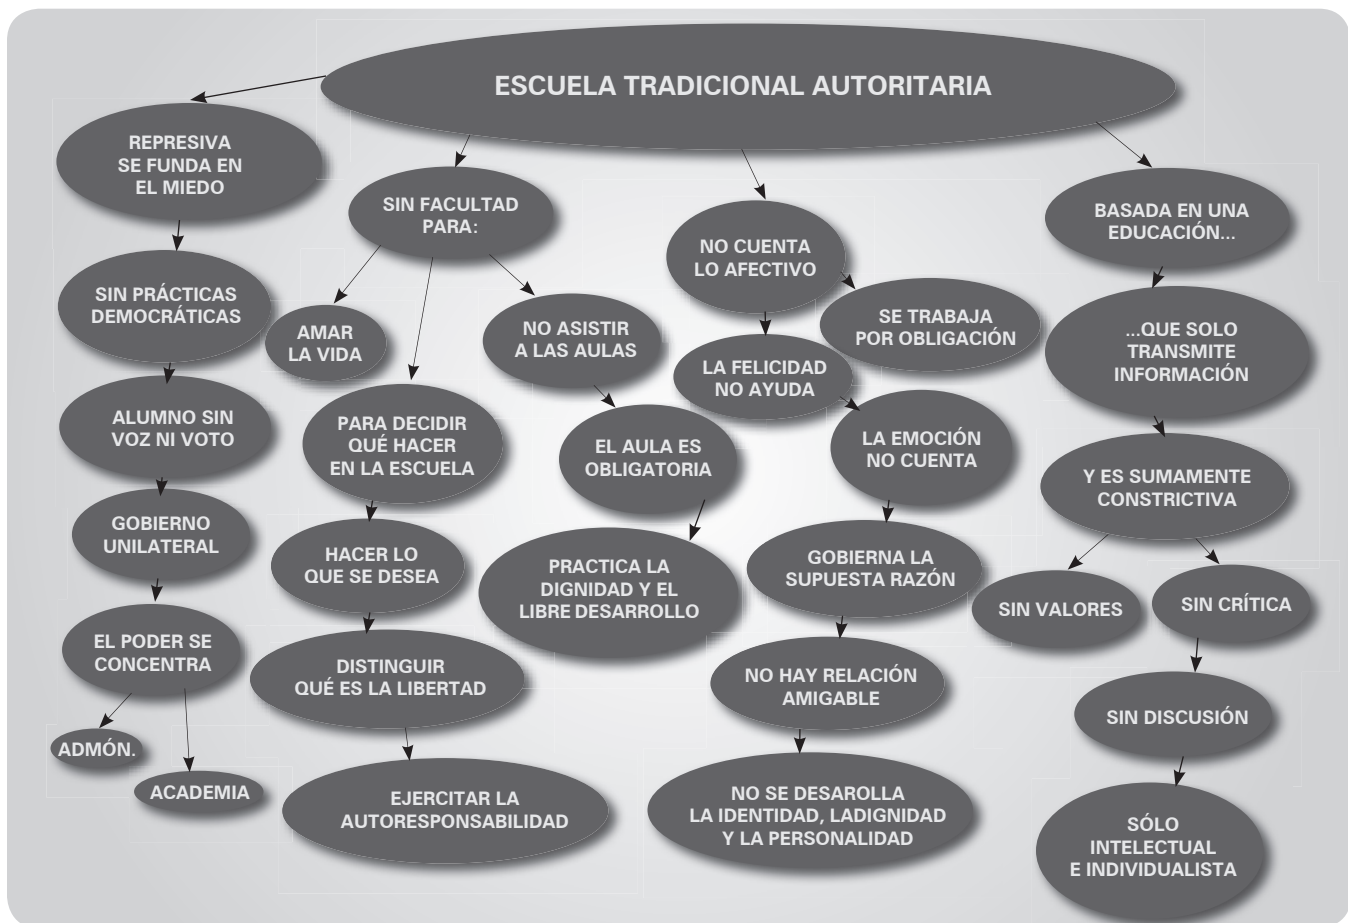 ESCUELA TRADICIONAL AUTORITARIA
REPRESIVA
SE FUNDA EN
EL MIEDO
SIN PRÁCTICAS
DEMOCRÁTICAS
ALUMNO SIN
VOZ NI VOTO
GOBIERNO
UNILATERAL
EL PODER SE
CONCENTRA
ADMÓN.
ACADEMIA
SIN FACULTAD
PARA:
AMAR
LA VIDA
PARA DECIDIR
QUÉ HACER
EN LA ESCUELA
HACER LO
QUE SE DESEA
DISTINGUIR
QUÉ ES LA LIBERTAD
EJERCITAR LA
AUTORESPONSABILIDAD
NO ASISTIR
A LAS AULAS
EL AULA ES
OBLIGATORIA
PRACTICA LA
DIGNIDAD Y EL
LIBRE DESARROLLO
NO CUENTA
LO AFECTIVO
SE TRABAJA
POR OBLIGACIÓN
LA FELICIDAD
NO AYUDA
LA EMOCIÓN
NO CUENTA
GOBIERNA LA
SUPUESTA RAZÓN
NO HAY RELACIÓN
AMIGABLE
NO SE DESAROLLA
LA IDENTIDAD, LADIGNIDAD
Y LA PERSONALIDAD
BASADA EN UNA
EDUCACIÓN...
...QUE SOLO
TRANSMITE
INFORMACIÓN
Y ES SUMAMENTE
CONSTRICTIVA
SIN VALORES
SIN CRÍTICA
SIN DISCUSIÓN
SÓLO
INTELECTUAL
E INDIVIDUALISTA